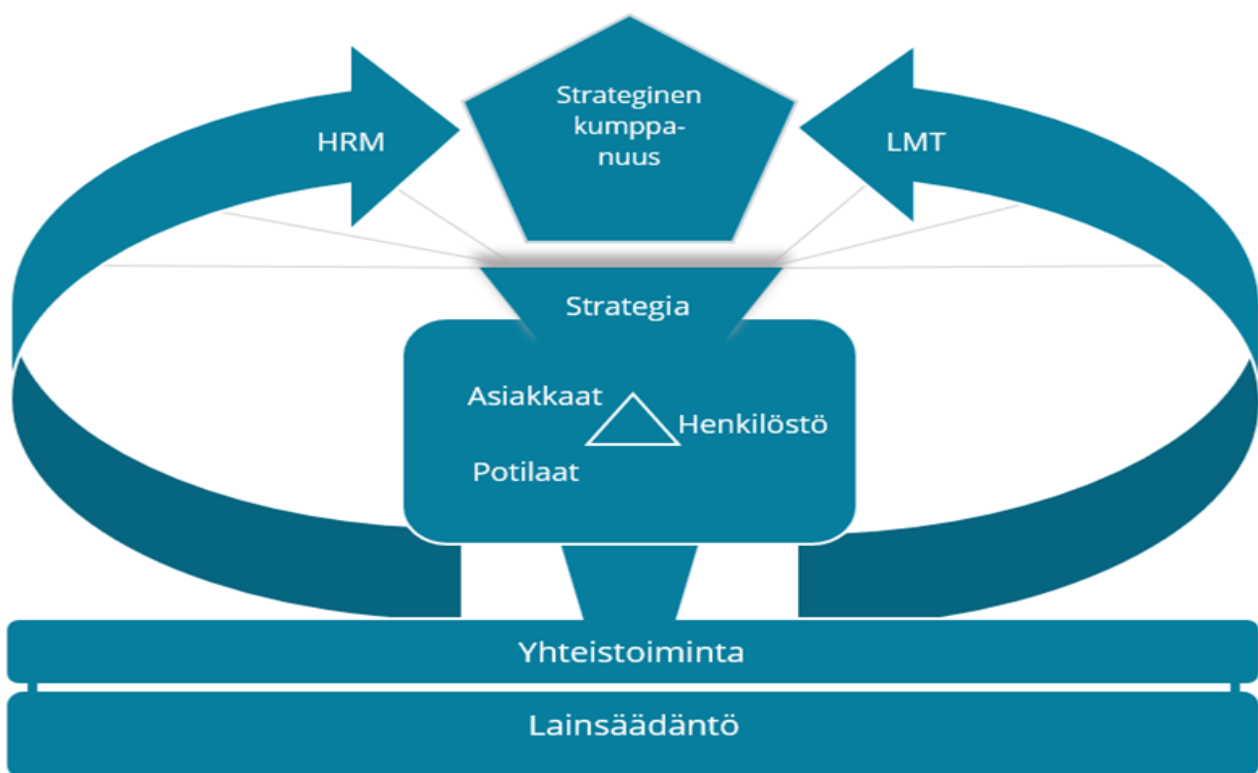 Strateginen
kumppa-
nuus
HRM
LMT
Strategia
Asiakkaat
Henkilöstö
Potilaat
Yhteistoiminta
Lainsäädäntö